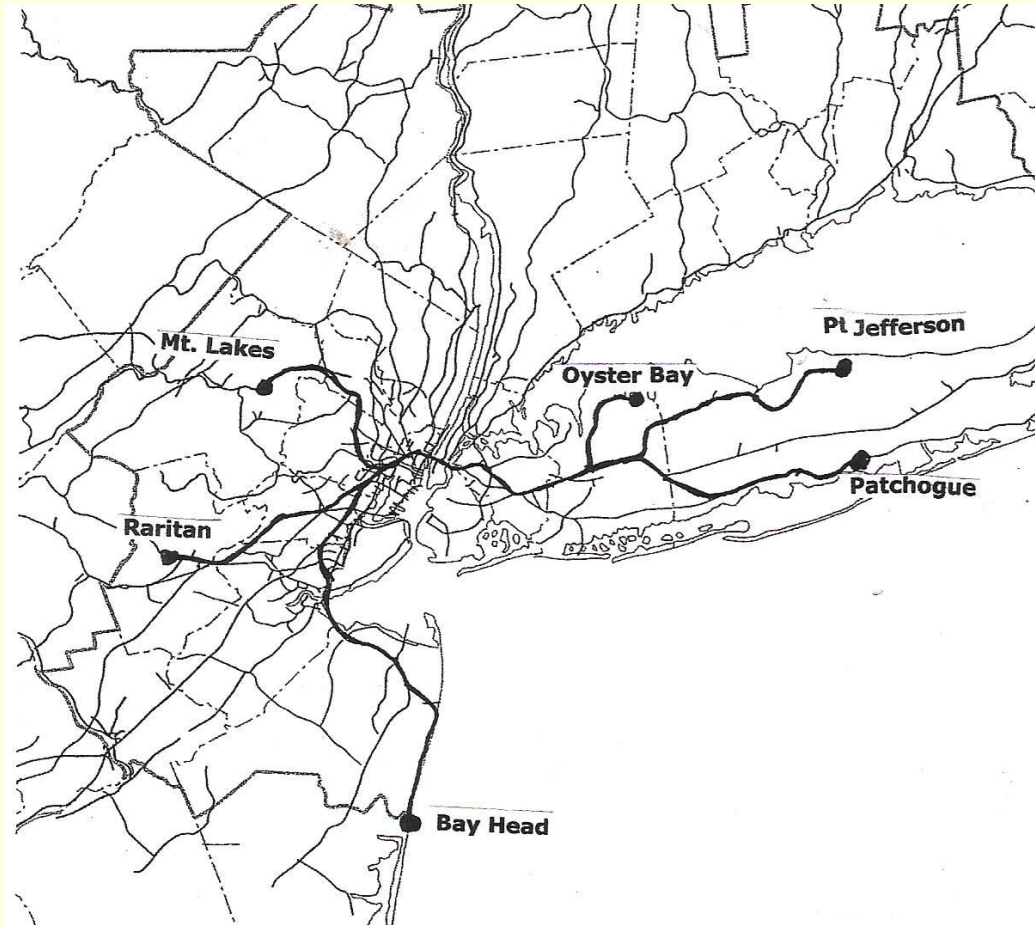 Pt Jefferson
Mt. Lakes
Oyster Bay
Patchogue
Raritan
Bay Head